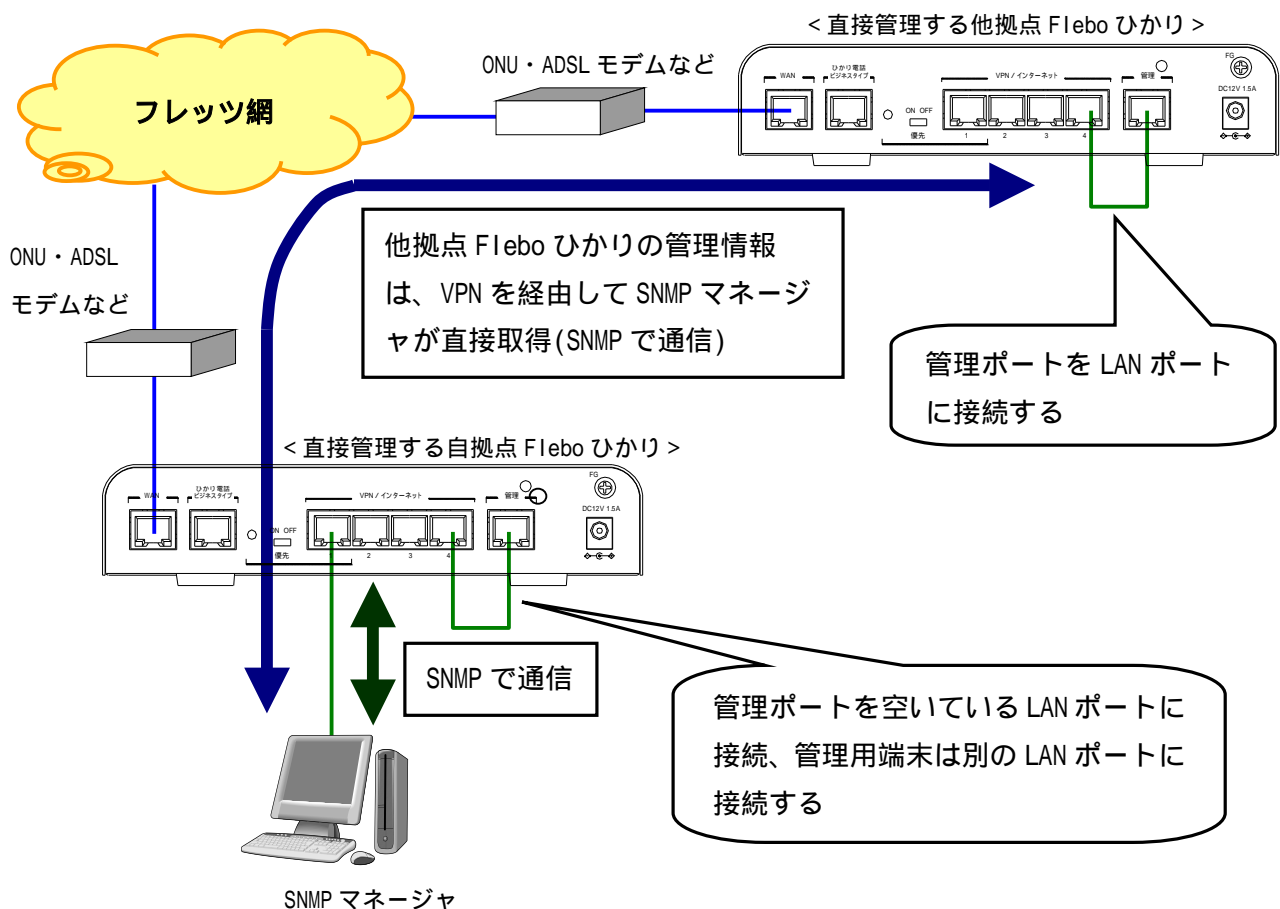 <直接管理する他拠点 Flebo ひかり>
ONU・ADSL モデムなど
フレッツ網
WAN
ひかり電話
ビジネスタイプ
VPN / インターネット
管理
FG
DC12V 1.5A
ON OFF
優先
1 2 3 4
他拠点 Flebo ひかりの管理情報
は、VPN を経由して SNMP マネージ
ャが直接取得(SNMP で通信)
ONU・ADSL
モデムなど
管理ポートを LAN ポート
に接続する
<直接管理する自拠点 Flebo ひかり>
WAN
ひかり電話
ビジネスタイプ
VPN / インターネット
管理
FG
DC12V 1.5A
ON OFF
優先
1 2 3 4
SNMP で通信
管理ポートを空いている LAN ポートに
接続、管理用端末は別の LAN ポートに
接続する
SNMP マネージャ